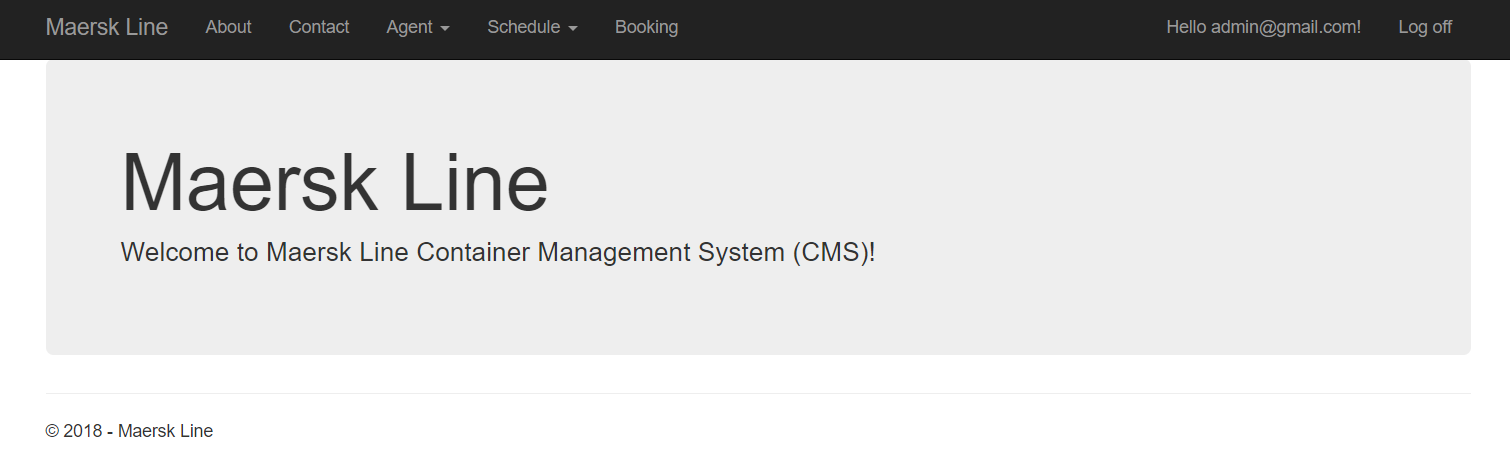 Maersk Line About Contact Agent Schedule Booking Hello admin@gmail.com! Log off
Maersk Line
Welcome to Maersk Line Container Management System (CMS)!
© 2018 - Maersk Line